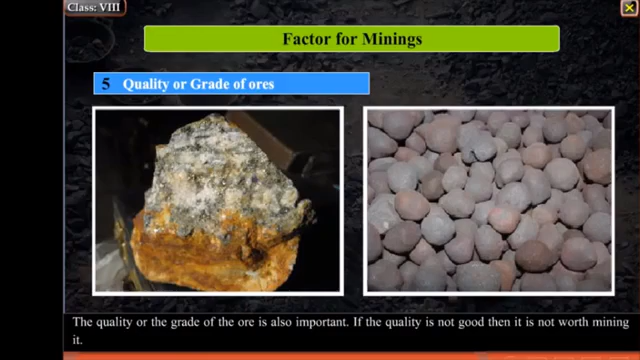 Class: VIII
Factor for Minings
5 Quality or Grade of ores
The quality or the grade of the ore is also important. If the quality is not good then it is not worth mining
it.